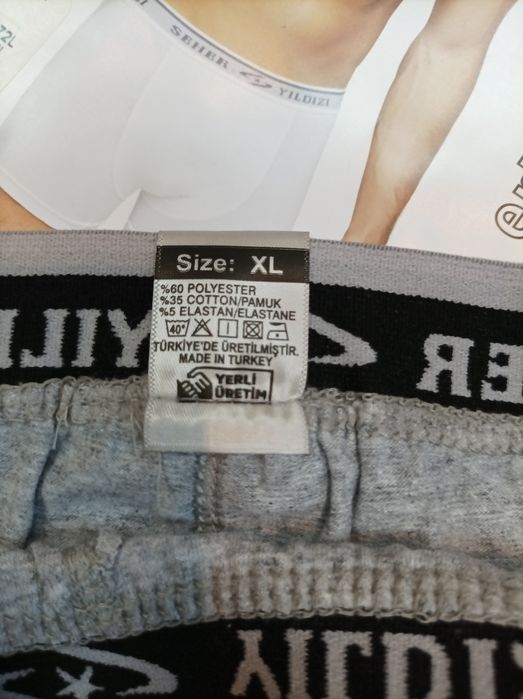 72L
SEHER YILDIZI
Size: XL
%60 POLYESTER
%35 COTTON/PAMUK
%5 ELASTAN/ELASTANE
40°
TÜRKİYE'DE ÜRETİLMİŞTİR.
MADE IN TURKEY
YERLİ
ÜRETİM